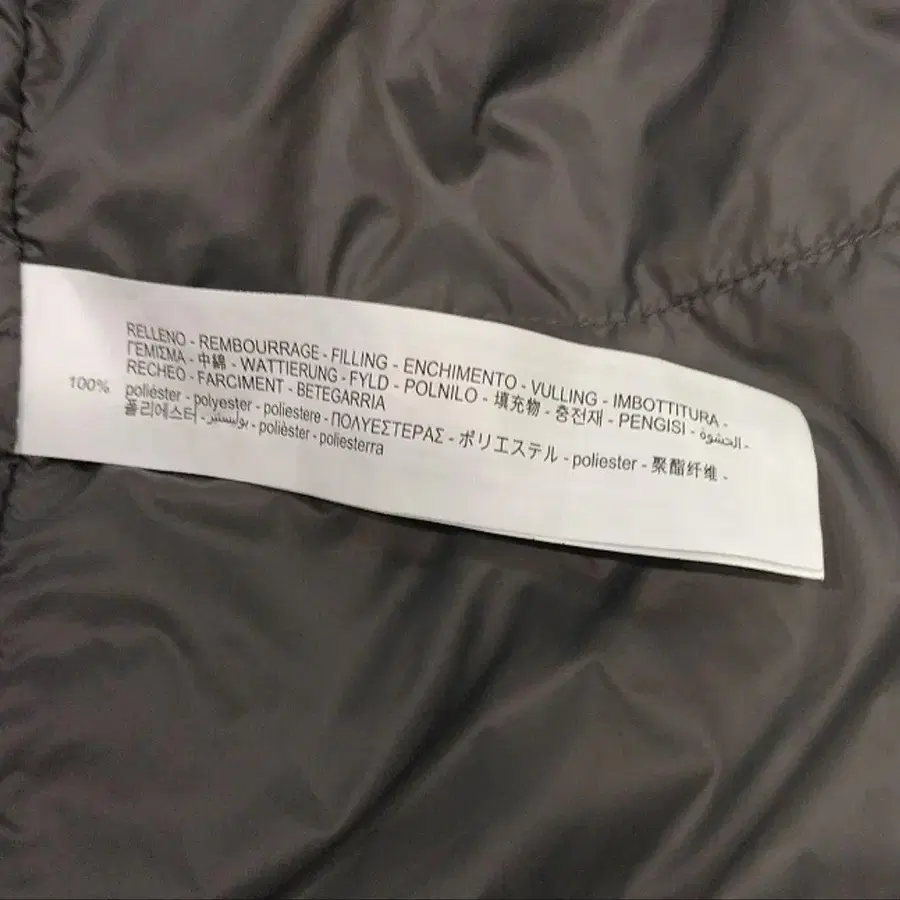 RELLENO - REMBOURRAGE - FILLING - ENCHIMENTO - VULLING - IMBOTTITURA -
ΓΕΜΙΣΜΑ - 中綿 - WATTIERUNG - FYLD - POLNILO - 填充物 - 충전재 - PENGISI - الحشوة -
RECHEO - FARCIMENT - BETEGARRIA
100% poliéster - polyester - poliestere - ΠΟΛΥΕΣΤΕΡΑΣ - ポリエステル - poliester - 聚酯纤维 -
폴리에스터 - بوليستير - polièster - poliesterra